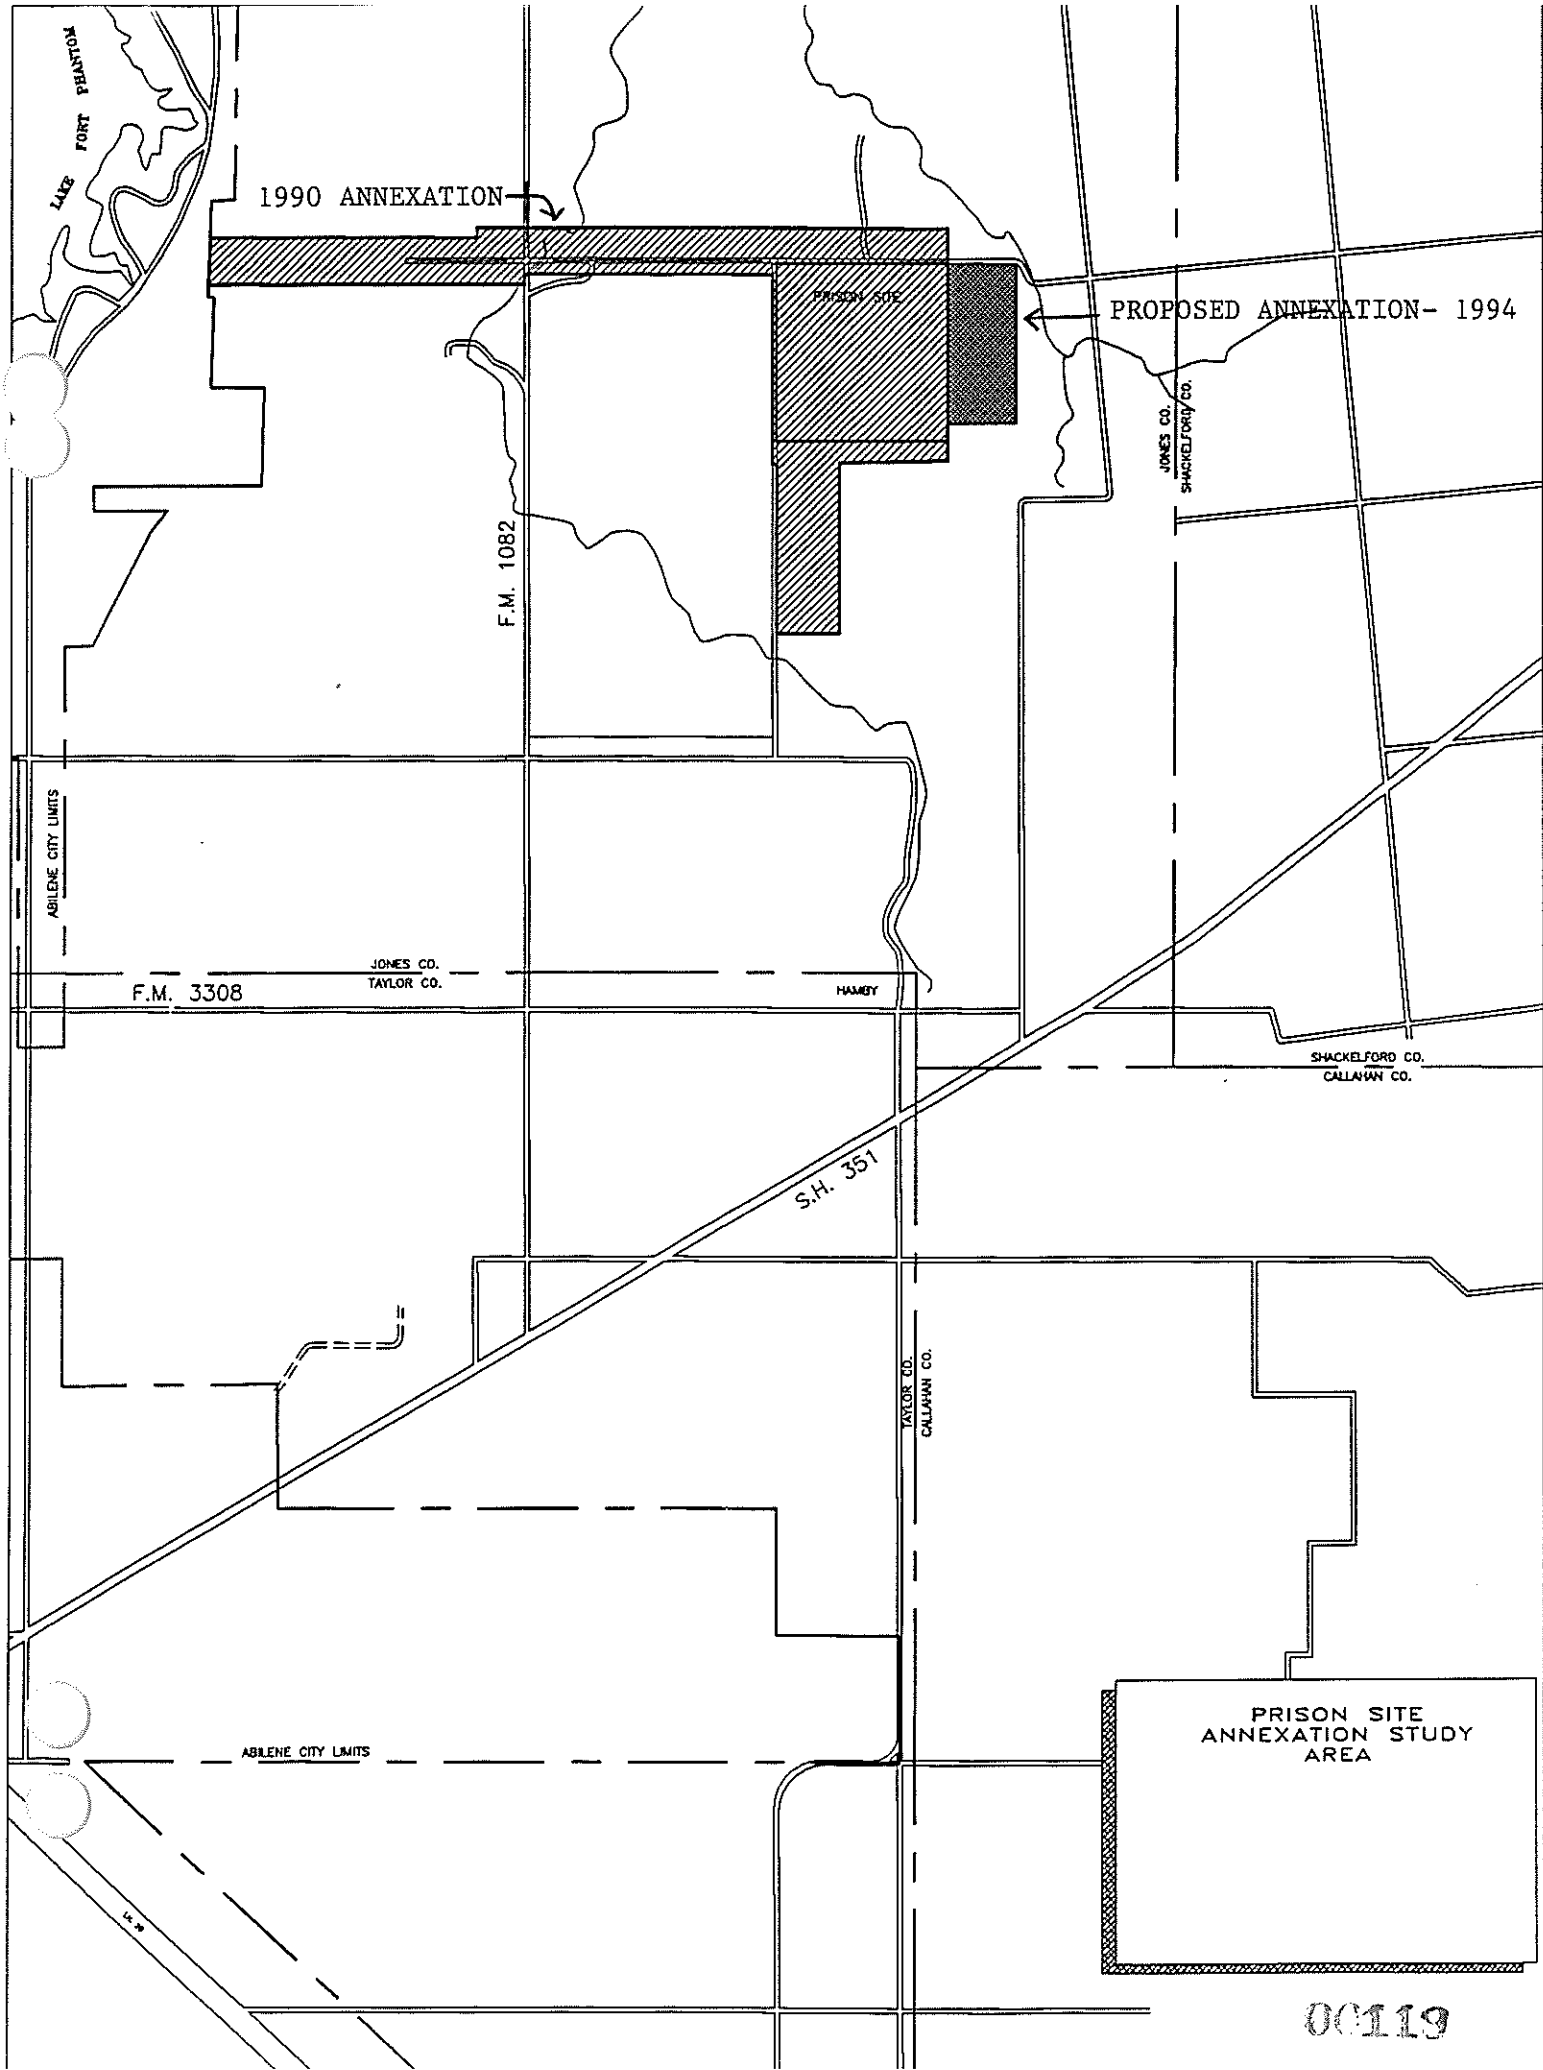 LAKE FORT PHANTOM
1990 ANNEXATION
PRISON SITE
PROPOSED ANNEXATION- 1994
JONES CO.
SHACKELFORD CO.
F.M. 1082
ABILENE CITY LIMITS
JONES CO.
TAYLOR CO.
F.M. 3308
HAMBY
SHACKELFORD CO.
CALLAHAN CO.
S.H. 351
TAYLOR CO.
CALLAHAN CO.
ABILENE CITY LIMITS
PRISON SITE
ANNEXATION STUDY
AREA
00119